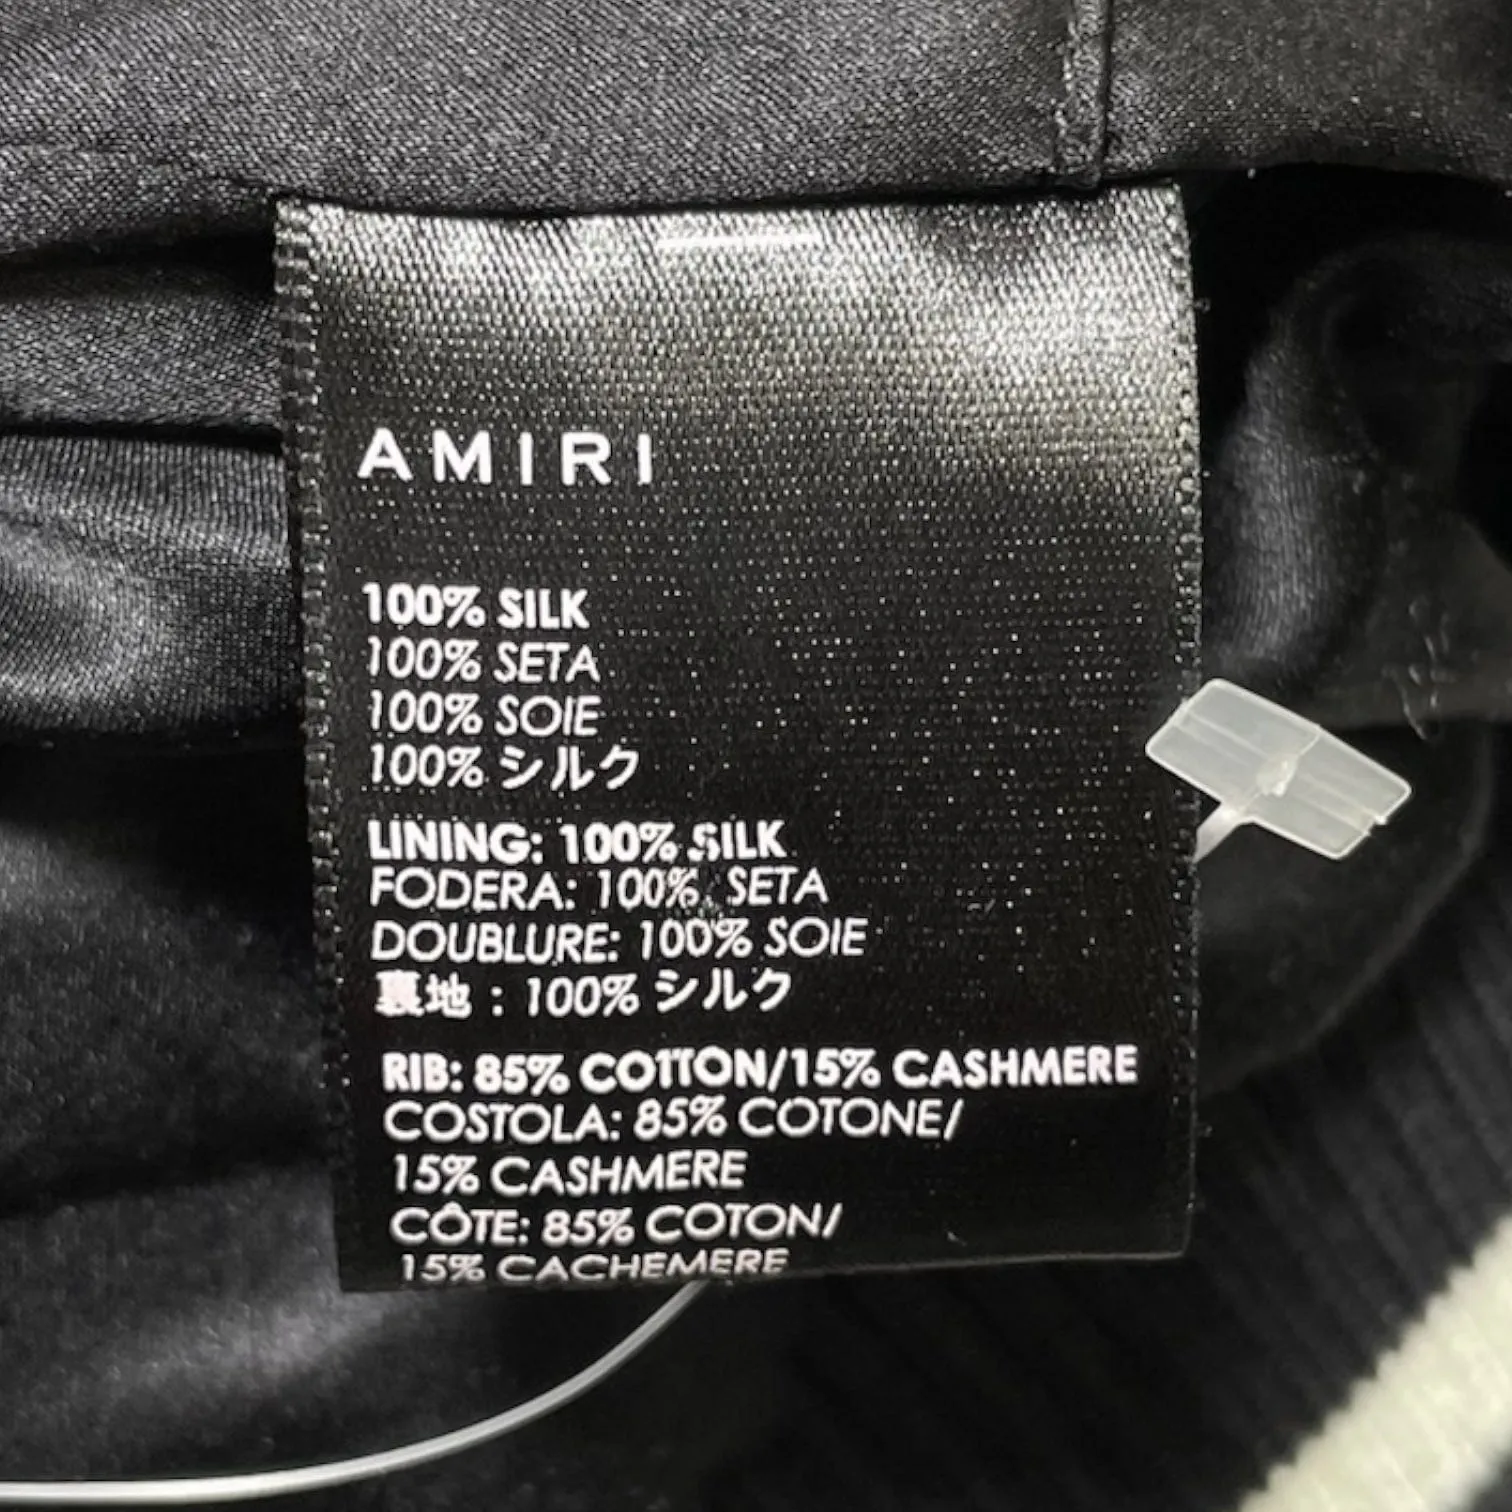 AMIRI
100% SILK
100% SETA
100% SOIE
100% シルク
LINING: 100% SILK
FODERA: 100% SETA
DOUBLURE: 100% SOIE
裏地 : 100% シルク
RIB: 85% COTTON/15% CASHMERE
COSTOLA: 85% COTONE/
15% CASHMERE
CÔTE: 85% COTON/
15% CACHEMERE